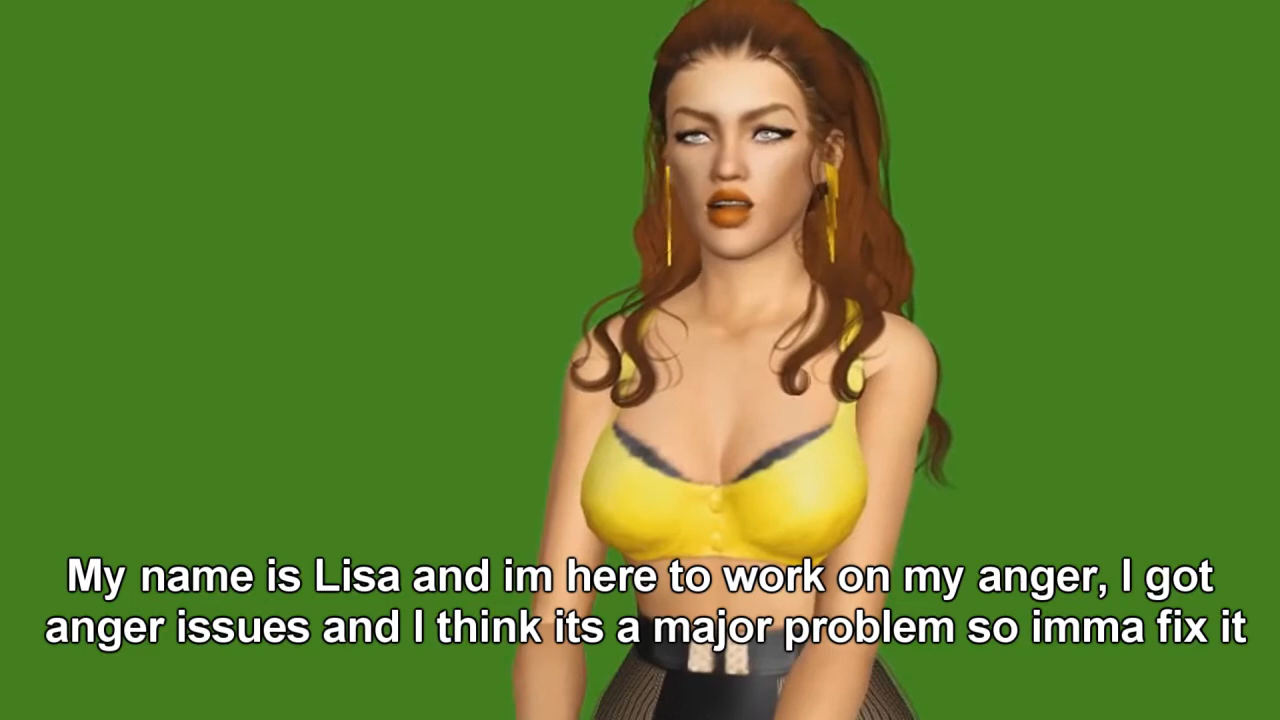 My name is Lisa and im here to work on my anger, I got
anger issues and I think its a major problem so imma fix it